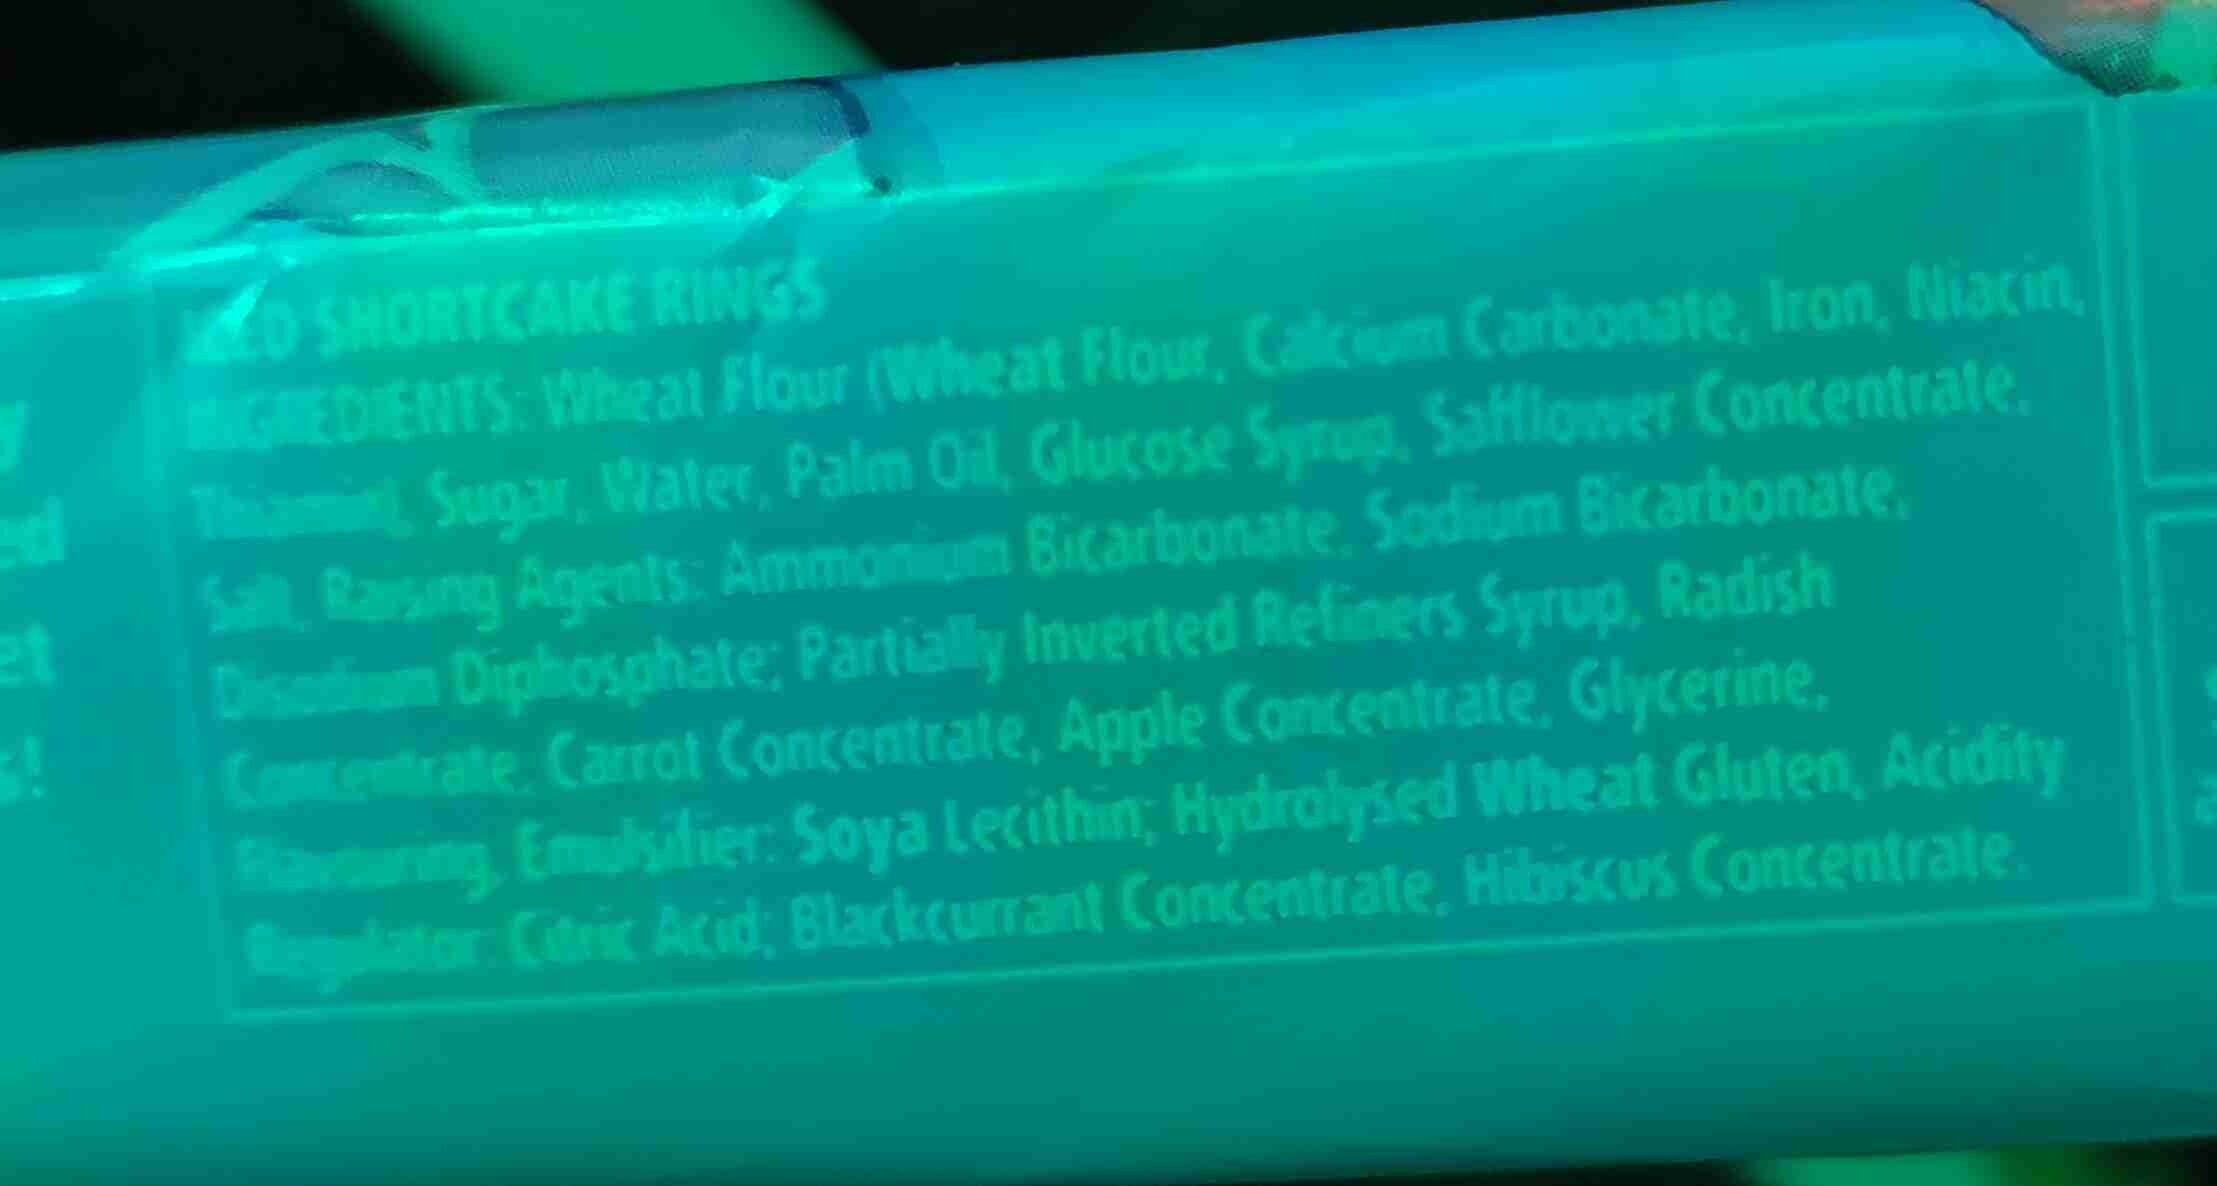 ICED SHORTCAKE RINGS
INGREDIENTS: Wheat Flour (Wheat Flour, Calcium Carbonate, Iron, Niacin,
Thiamin), Sugar, Water, Palm Oil, Glucose Syrup, Safflower Concentrate,
Salt, Raising Agents: Ammonium Bicarbonate, Sodium Bicarbonate,
Disodium Diphosphate; Partially Inverted Refiners Syrup, Radish
Concentrate, Carrot Concentrate, Apple Concentrate, Glycerine,
Flavouring, Emulsifier: Soya Lecithin; Hydrolysed Wheat Gluten, Acidity
Regulator: Citric Acid; Blackcurrant Concentrate, Hibiscus Concentrate.